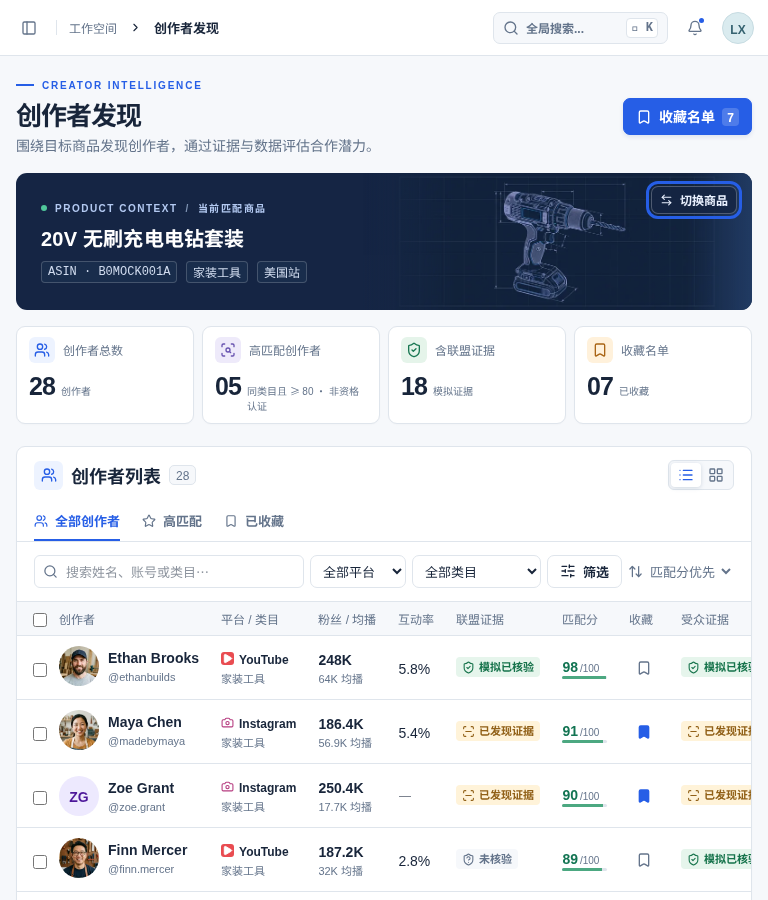 工作空间 > 创作者发现 全局搜索... K LX
CREATOR INTELLIGENCE
创作者发现
围绕目标商品发现创作者，通过证据与数据评估合作潜力。
收藏名单 7
PRODUCT CONTEXT / 当前匹配商品
20V 无刷充电电钻套装
ASIN · B0MOCK001A 家装工具 美国站
切换商品
创作者总数
28 创作者
高匹配创作者
05 同类目且 ≥ 80 · 非资格
认证
含联盟证据
18 模拟证据
收藏名单
07 已收藏
创作者列表 28
全部创作者 高匹配 已收藏
搜索姓名、账号或类目… 全部平台 全部类目 筛选 匹配分优先
创作者 平台 / 类目 粉丝 / 均播 互动率 联盟证据 匹配分 收藏 受众证据
Ethan Brooks YouTube 248K 5.8% 模拟已核验 98 /100 模拟已核
@ethanbuilds 家装工具 64K 均播
Maya Chen Instagram 186.4K 5.4% 已发现证据 91 /100 已发现证
@madebymaya 家装工具 56.9K 均播
ZG Zoe Grant Instagram 250.4K — 已发现证据 90 /100 已发现证
@zoe.grant 家装工具 17.7K 均播
Finn Mercer YouTube 187.2K 2.8% 未核验 89 /100 模拟已核
@finn.mercer 家装工具 32K 均播